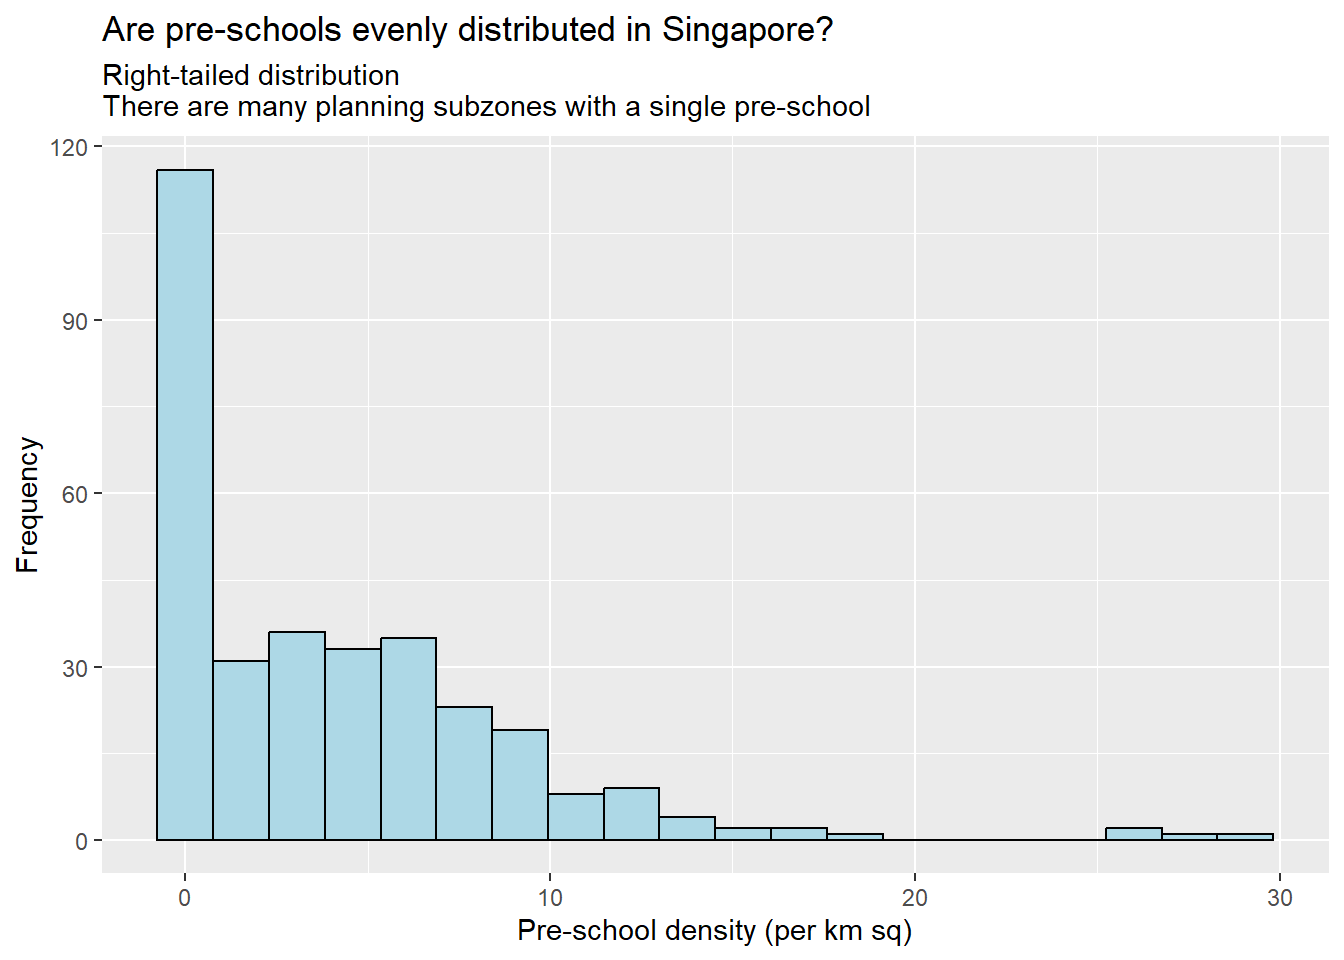 Are pre-schools evenly distributed in Singapore?
Right-tailed distribution
There are many planning subzones with a single pre-school
120
90
60
30
0
Frequency
0
10
20
30
Pre-school density (per km sq)